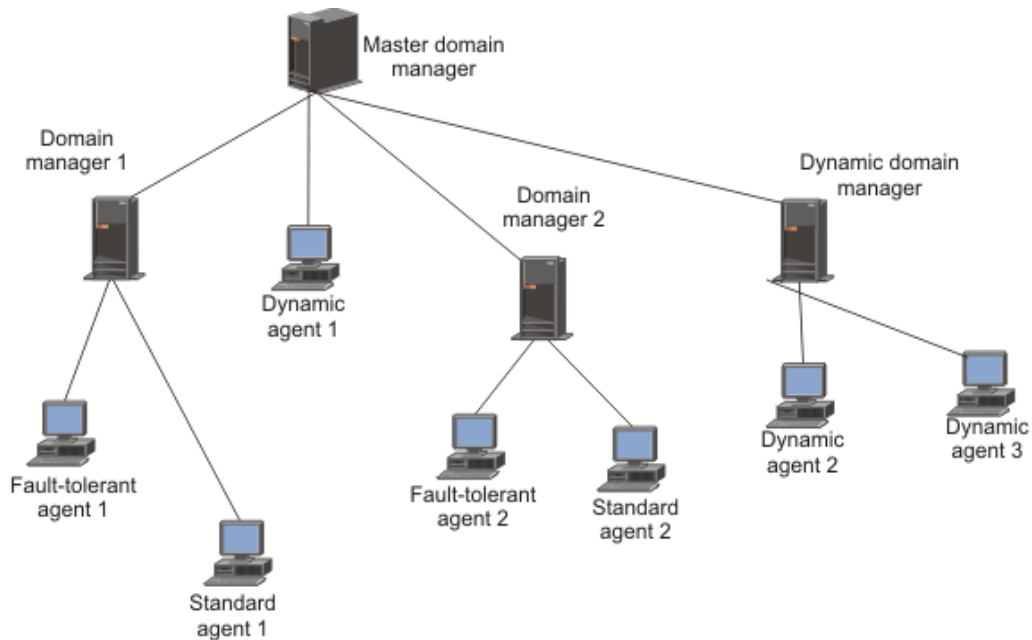 Master domain
manager
Domain
manager 1
Dynamic domain
manager
Domain
manager 2
Dynamic
agent 1
Fault-tolerant
agent 1
Standard
agent 1
Fault-tolerant
agent 2
Standard
agent 2
Dynamic
agent 2
Dynamic
agent 3